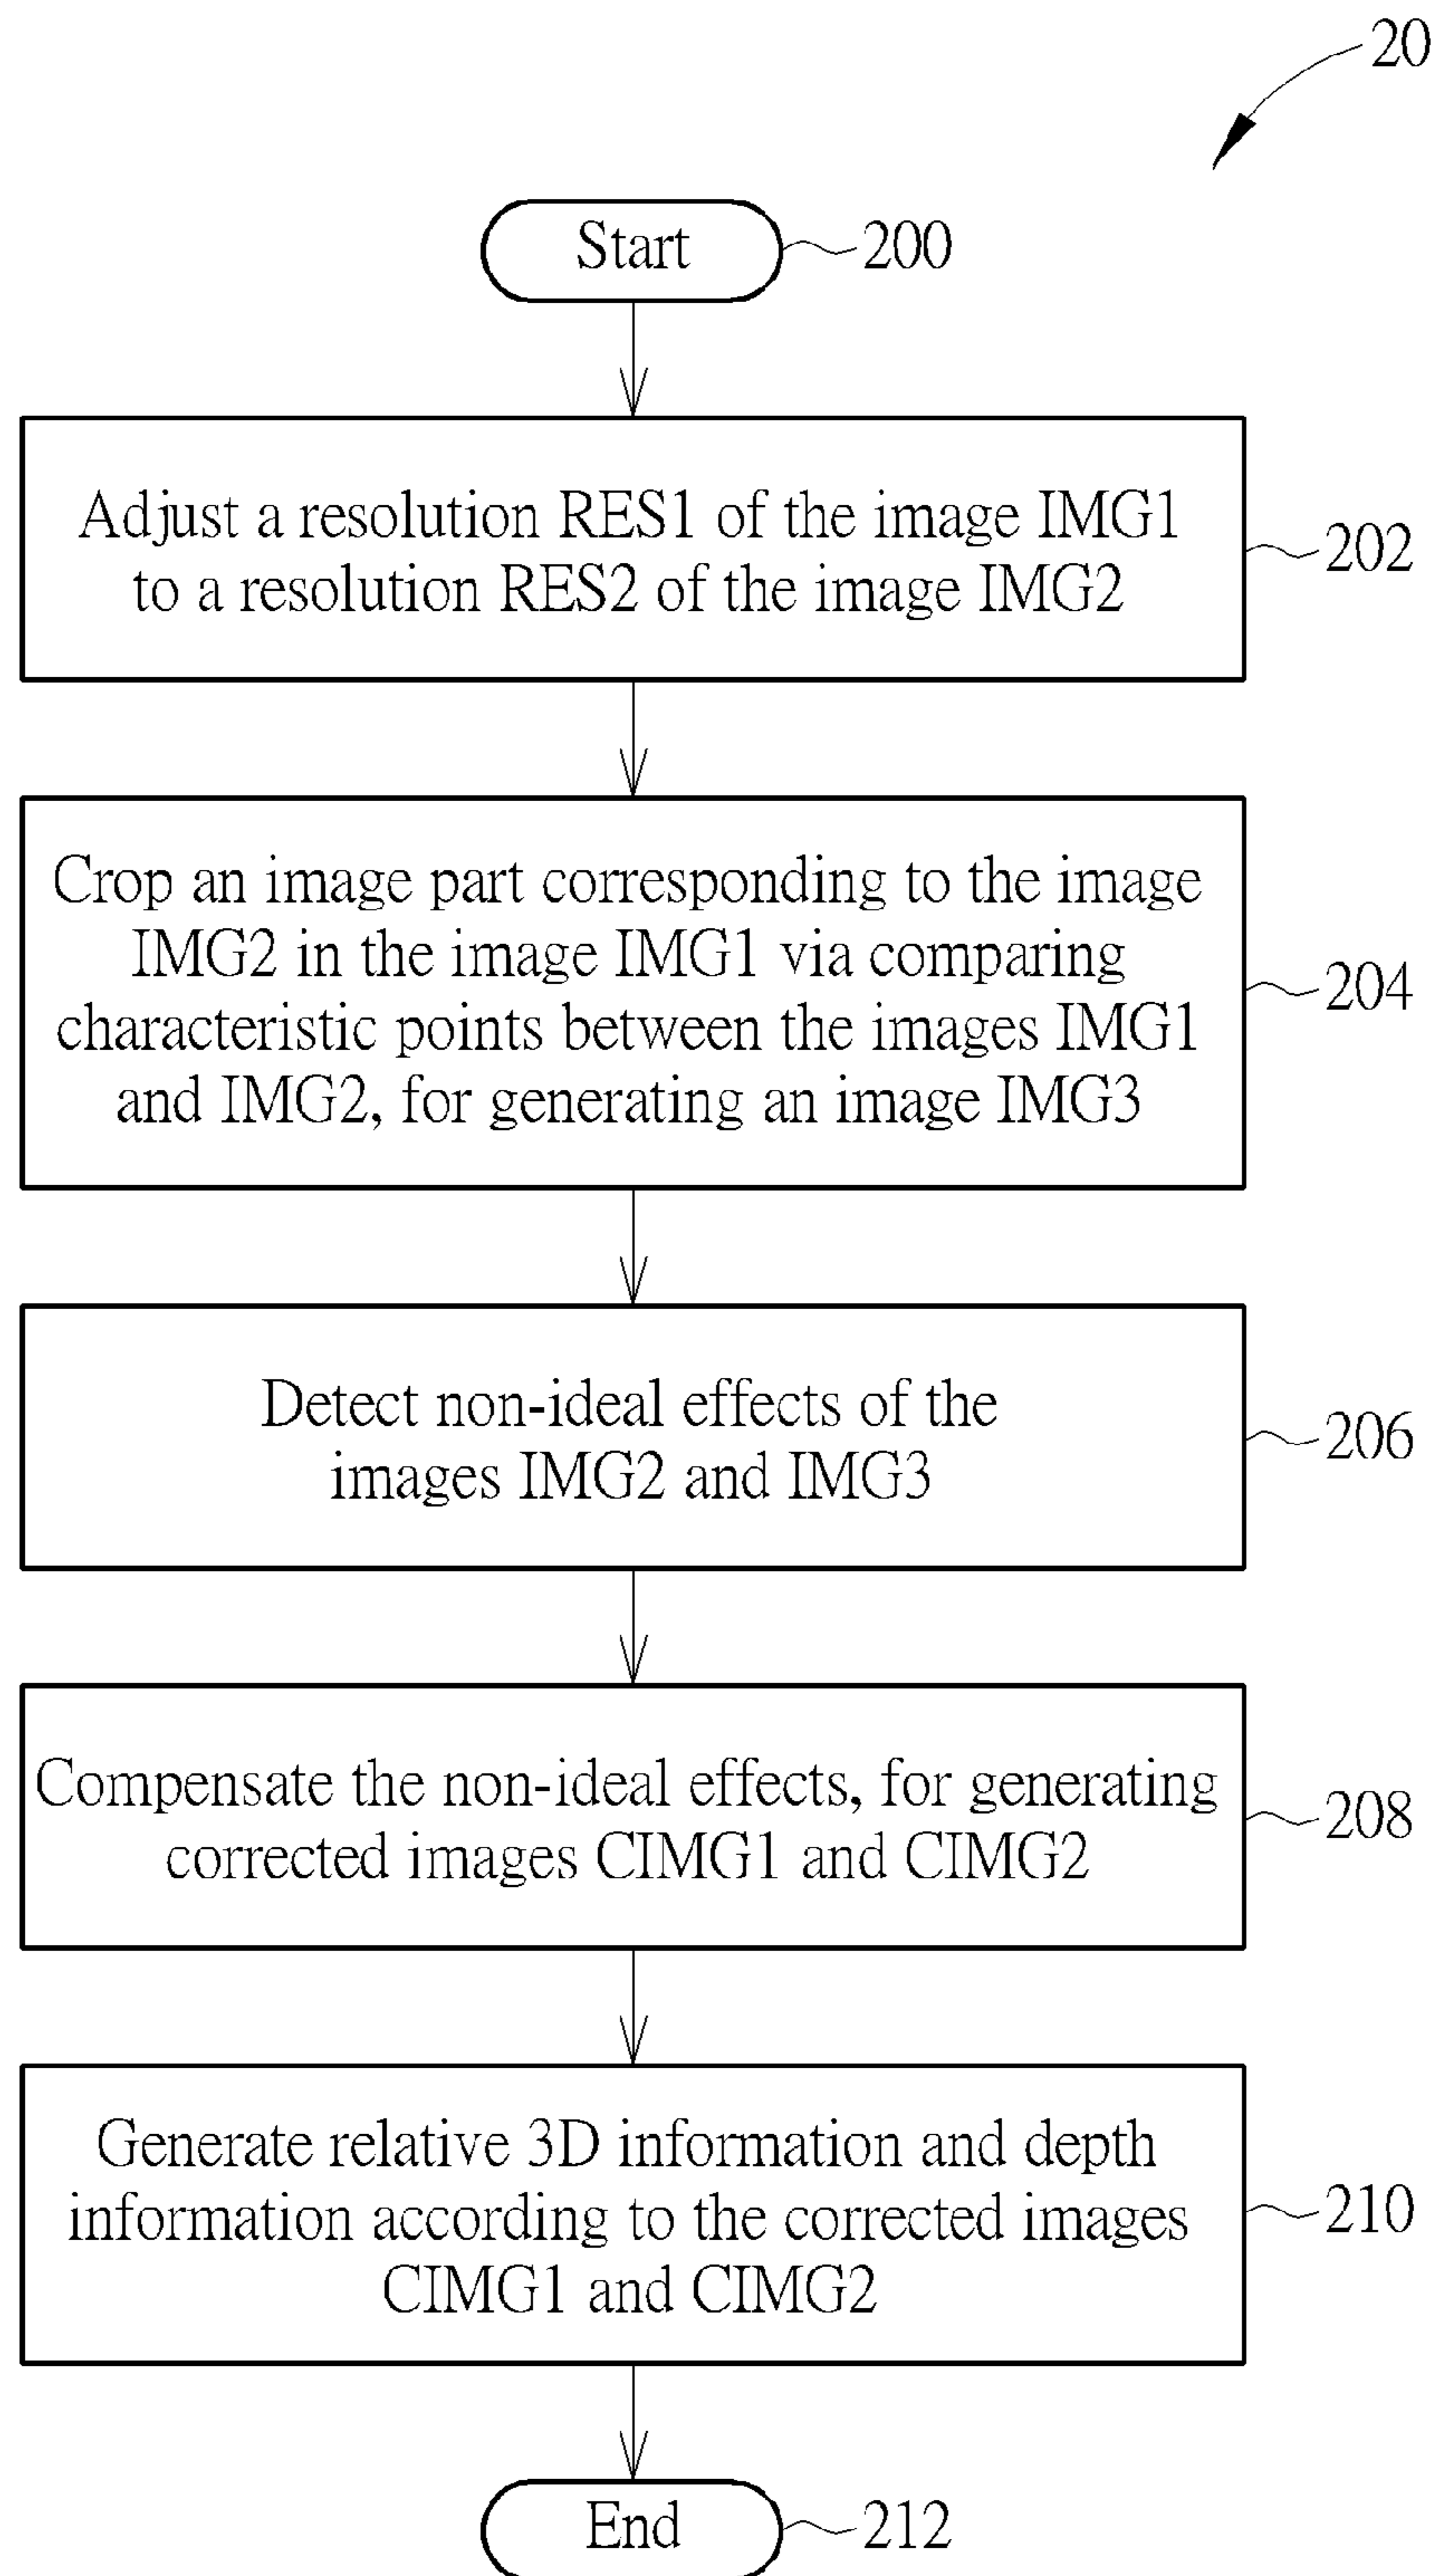 20
Start
200
Adjust a resolution RES1 of the image IMG1
to a resolution RES2 of the image IMG2
202
Crop an image part corresponding to the image
IMG2 in the image IMG1 via comparing
characteristic points between the images IMG1
and IMG2, for generating an image IMG3
204
Detect non-ideal effects of the
images IMG2 and IMG3
206
Compensate the non-ideal effects, for generating
corrected images CIMG1 and CIMG2
208
Generate relative 3D information and depth
information according to the corrected images
CIMG1 and CIMG2
210
End
212